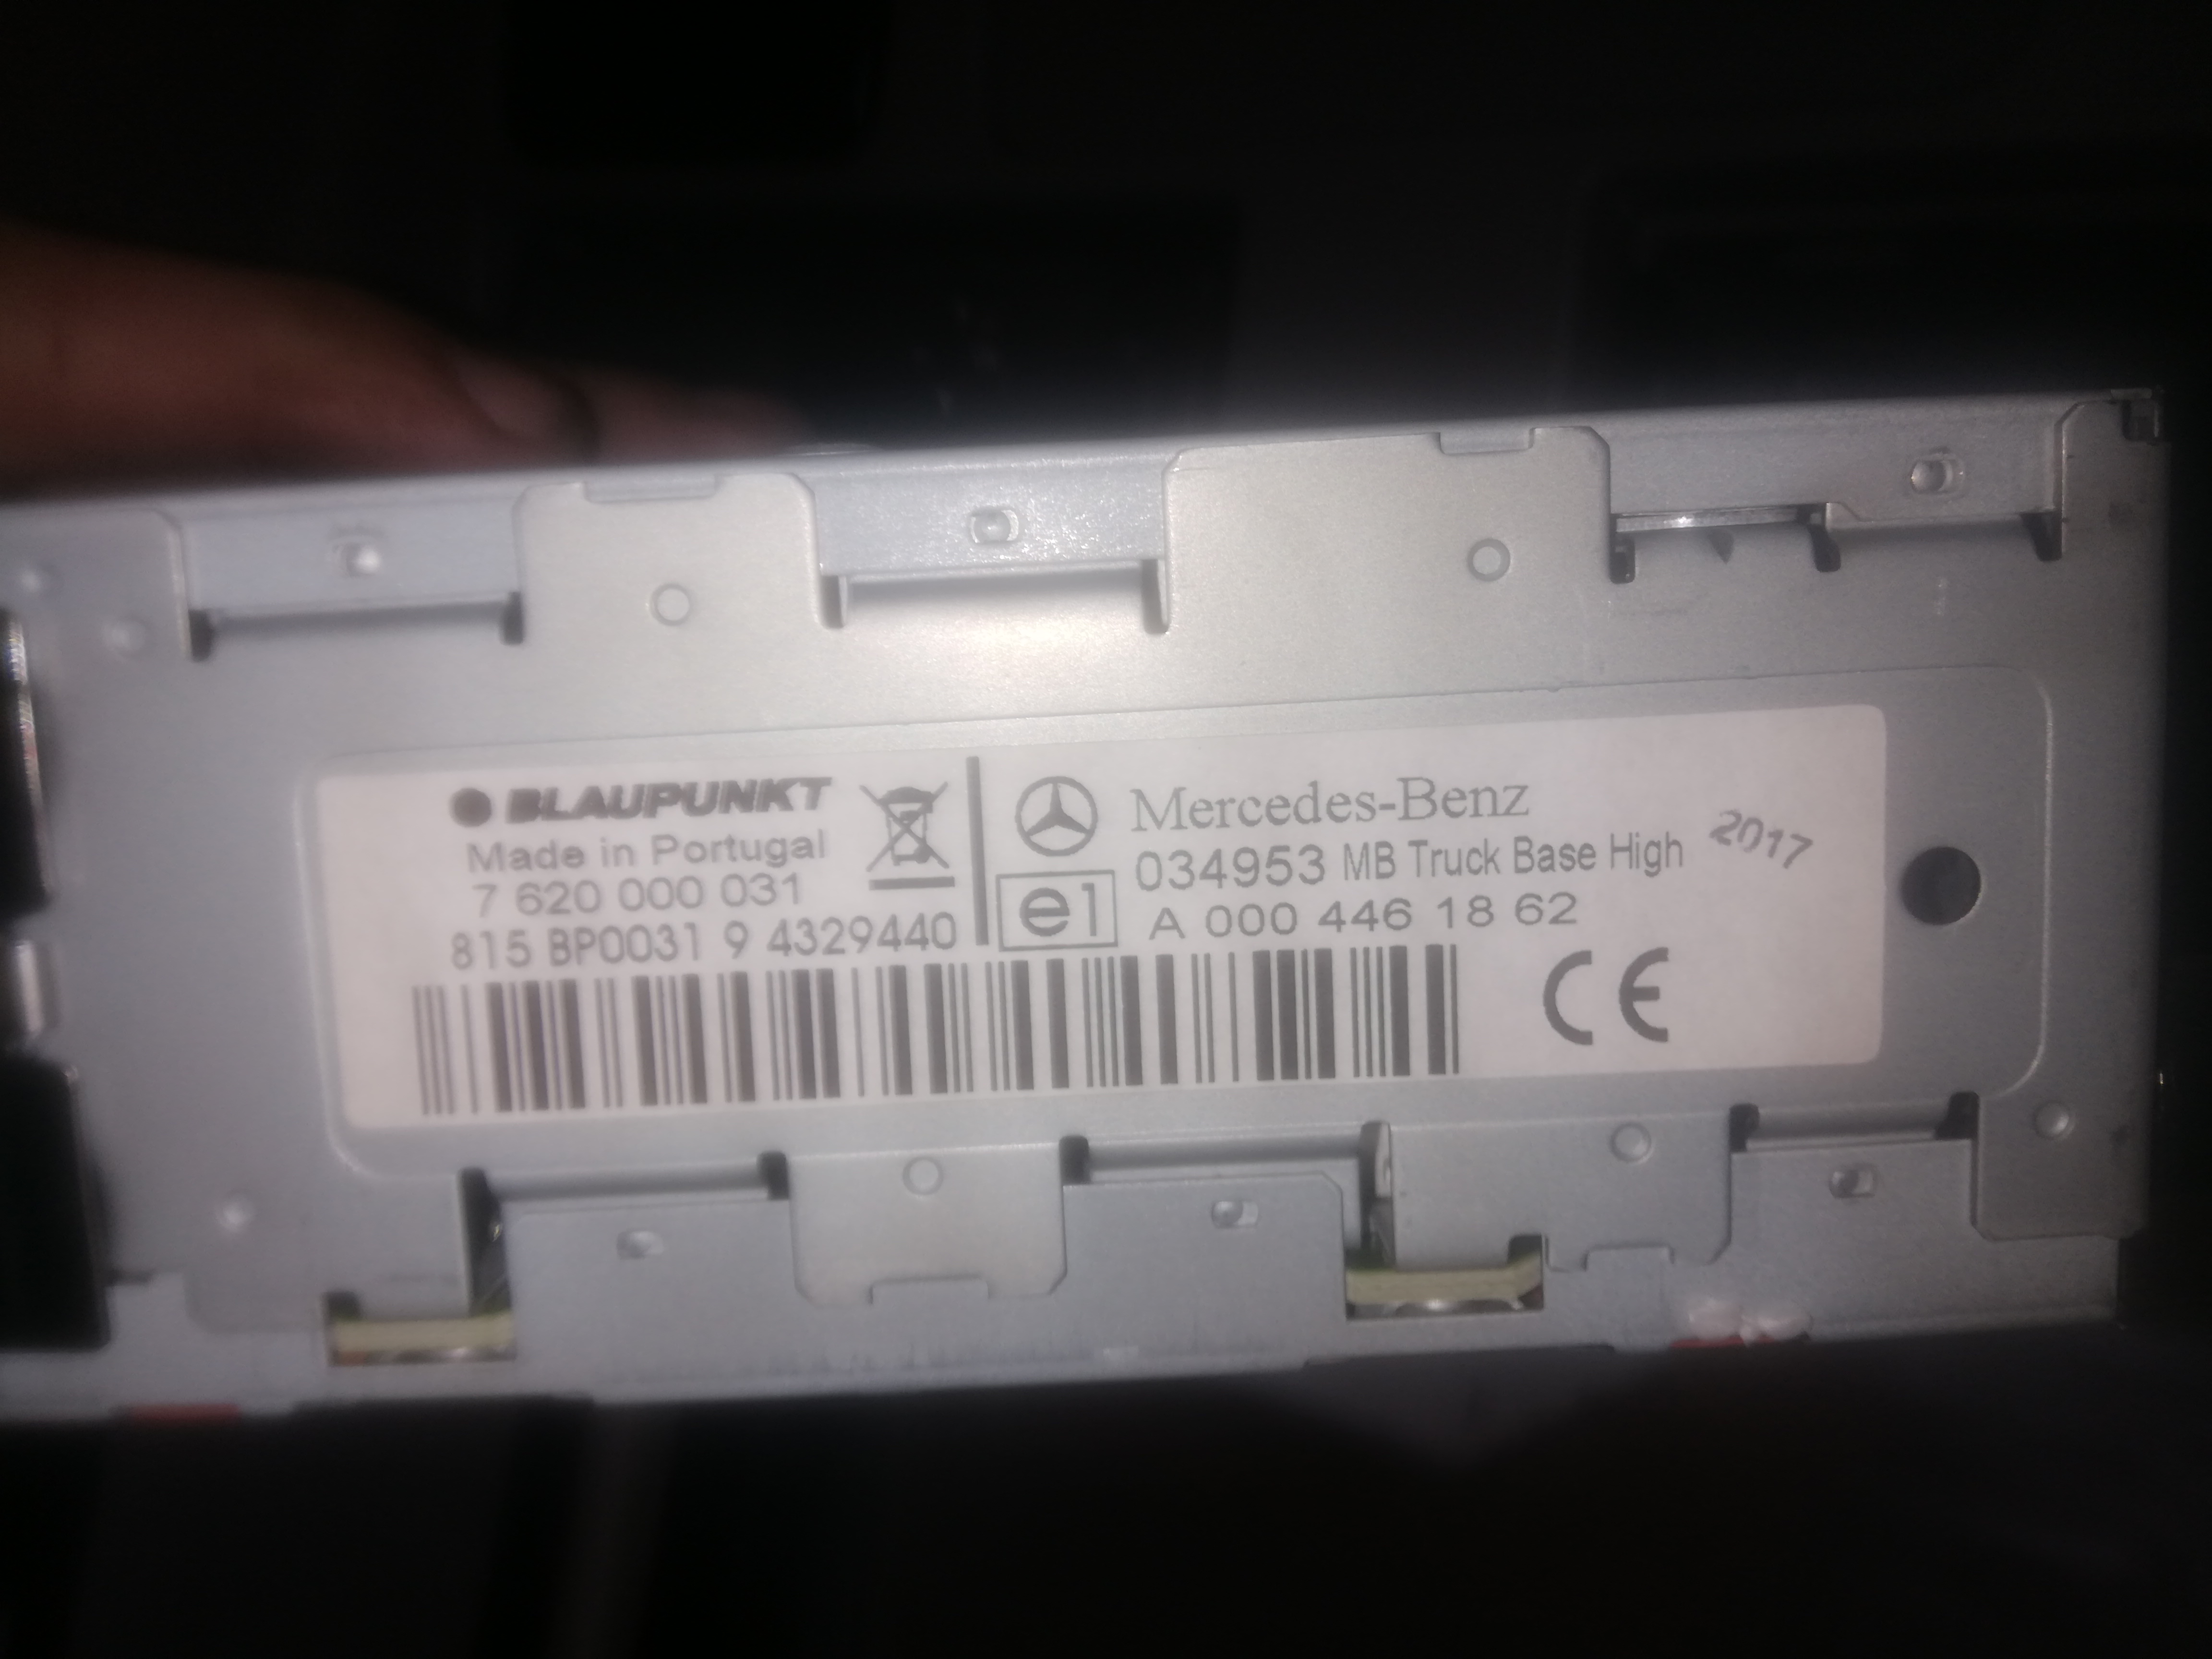 BLAUPUNKT
Made in Portugal
7 620 000 031
815 BP0031 9 4329440
Mercedes-Benz
034953 MB Truck Base High
2017
e1
A 000 446 18 62
CE